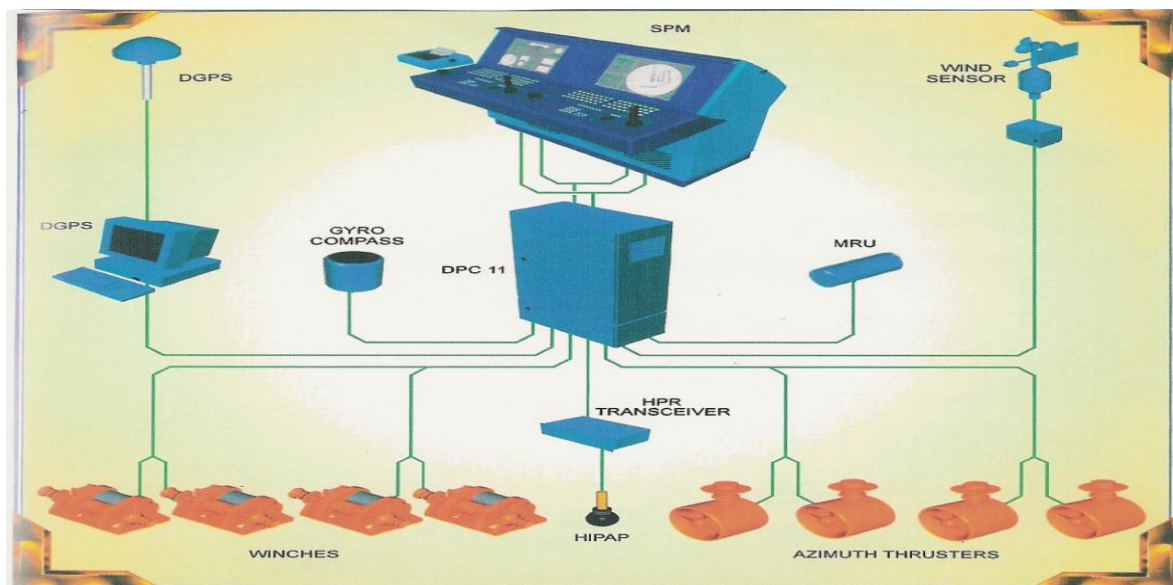 SPM
DGPS
WIND
SENSOR
DGPS
GYRO
COMPASS
DPC 11
MRU
HPR
TRANSCEIVER
WINCHES
HIPAP
AZIMUTH THRUSTERS